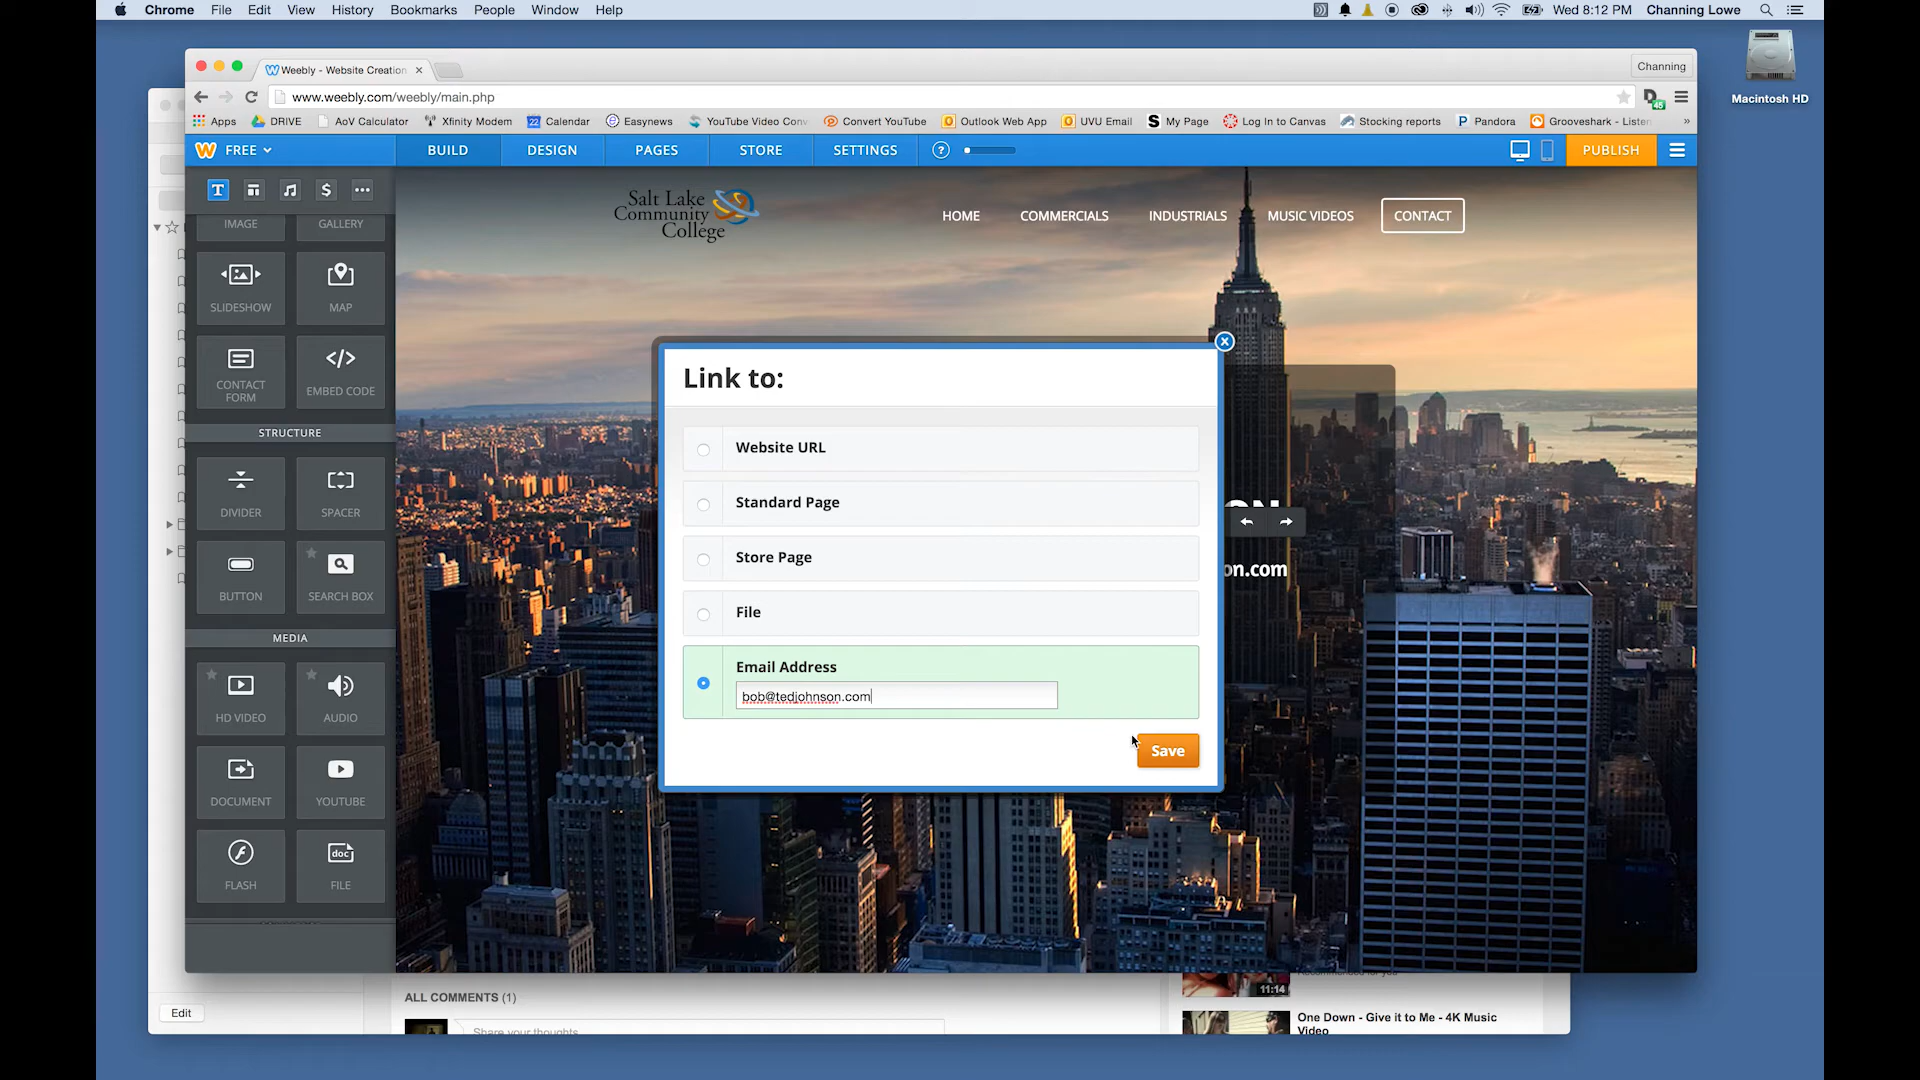 Chrome File Edit View History Bookmarks People Window Help Wed 8:12 PM Channing Lowe
Macintosh HD
Weebly - Website Creation Channing
www.weebly.com/weebly/main.php 45
Apps DRIVE AoV Calculator Xfinity Modem 22 Calendar Easynews YouTube Video Conv Convert YouTube Outlook Web App UVU Email My Page Log In to Canvas Stocking reports Pandora Grooveshark - Listen »
FREE BUILD DESIGN PAGES STORE SETTINGS ? PUBLISH
T $
Salt Lake
Community
College
HOME COMMERCIALS INDUSTRIALS MUSIC VIDEOS CONTACT
IMAGE GALLERY
SLIDESHOW MAP
CONTACT
FORM
EMBED CODE
STRUCTURE
DIVIDER SPACER
BUTTON SEARCH BOX
MEDIA
HD VIDEO AUDIO
DOCUMENT YOUTUBE
doc
FLASH FILE
Link to:
Website URL
Standard Page
Store Page
File
Email Address
bob@tedjohnson.com
Save
on.com
Edit
ALL COMMENTS (1)
Share your thoughts
11:14
One Down - Give it to Me - 4K Music
Video